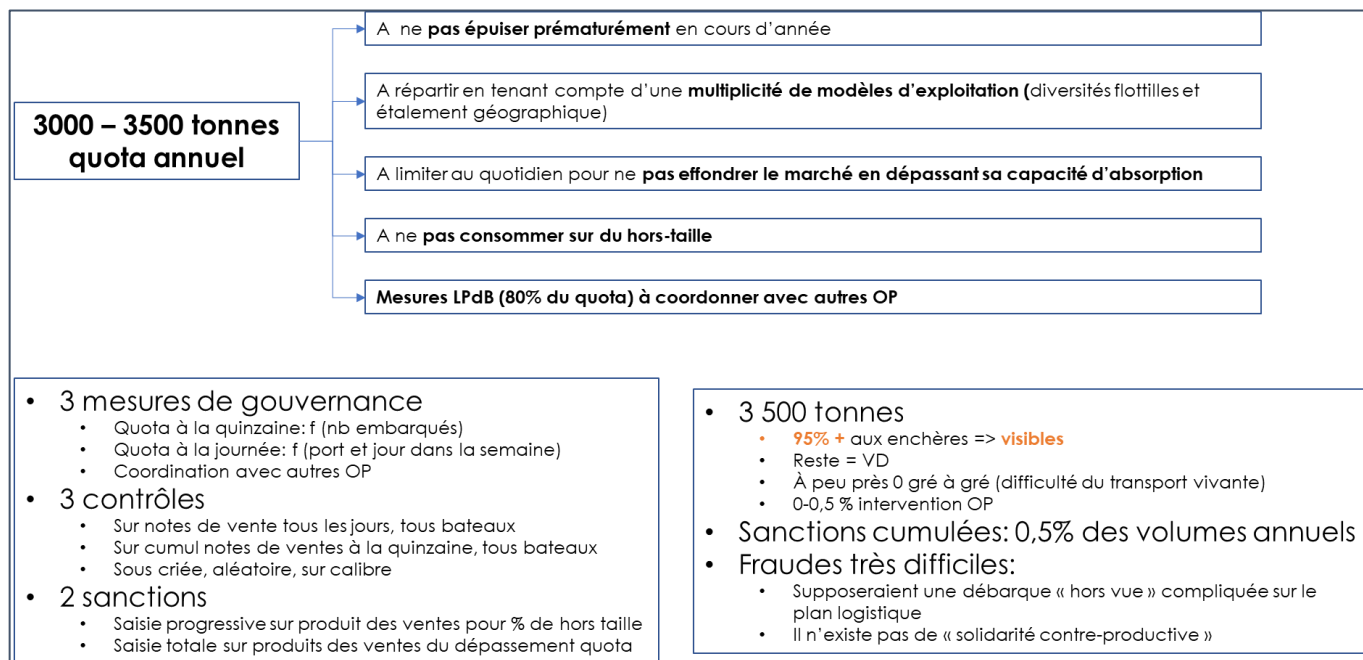 A ne pas épuiser prématurément en cours d'année
A répartir en tenant compte d'une multiplicité de modèles d'exploitation (diversités flottilles et
étalement géographique)
3000 – 3500 tonnes
quota annuel
A limiter au quotidien pour ne pas effondrer le marché en dépassant sa capacité d'absorption
A ne pas consommer sur du hors-taille
Mesures LPdB (80% du quota) à coordonner avec autres OP
• 3 mesures de gouvernance
• Quota à la quinzaine: f (nb embarqués)
• Quota à la journée: f (port et jour dans la semaine)
• Coordination avec autres OP
• 3 contrôles
• Sur notes de vente tous les jours, tous bateaux
• Sur cumul notes de ventes à la quinzaine, tous bateaux
• Sous criée, aléatoire, sur calibre
• 2 sanctions
• Saisie progressive sur produit des ventes pour % de hors taille
• Saisie totale sur produits des ventes du dépassement quota
• 3 500 tonnes
• 95% + aux enchères => visibles
• Reste = VD
• À peu près 0 gré à gré (difficulté du transport vivante)
• 0-0,5 % intervention OP
• Sanctions cumulées: 0,5% des volumes annuels
• Fraudes très difficiles:
• Supposeraient une débarque « hors vue » compliquée sur le
plan logistique
• Il n'existe pas de « solidarité contre-productive »